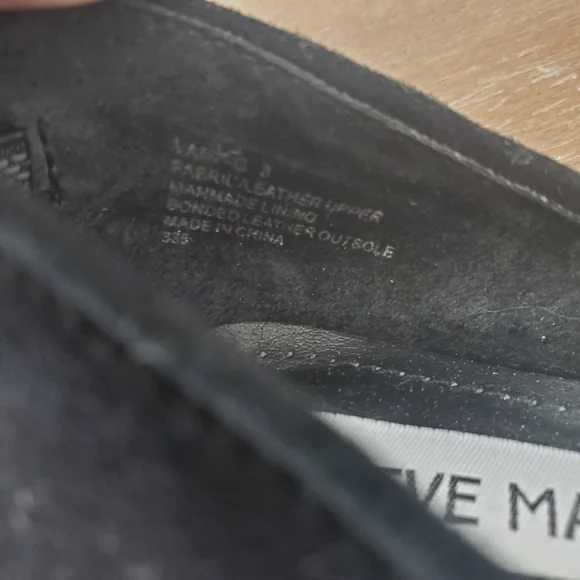 FABRIC/LEATHER UPPER
MANMADE LINING
BONDED LEATHER OUTSOLE
MADE IN CHINA
335
EVE MA